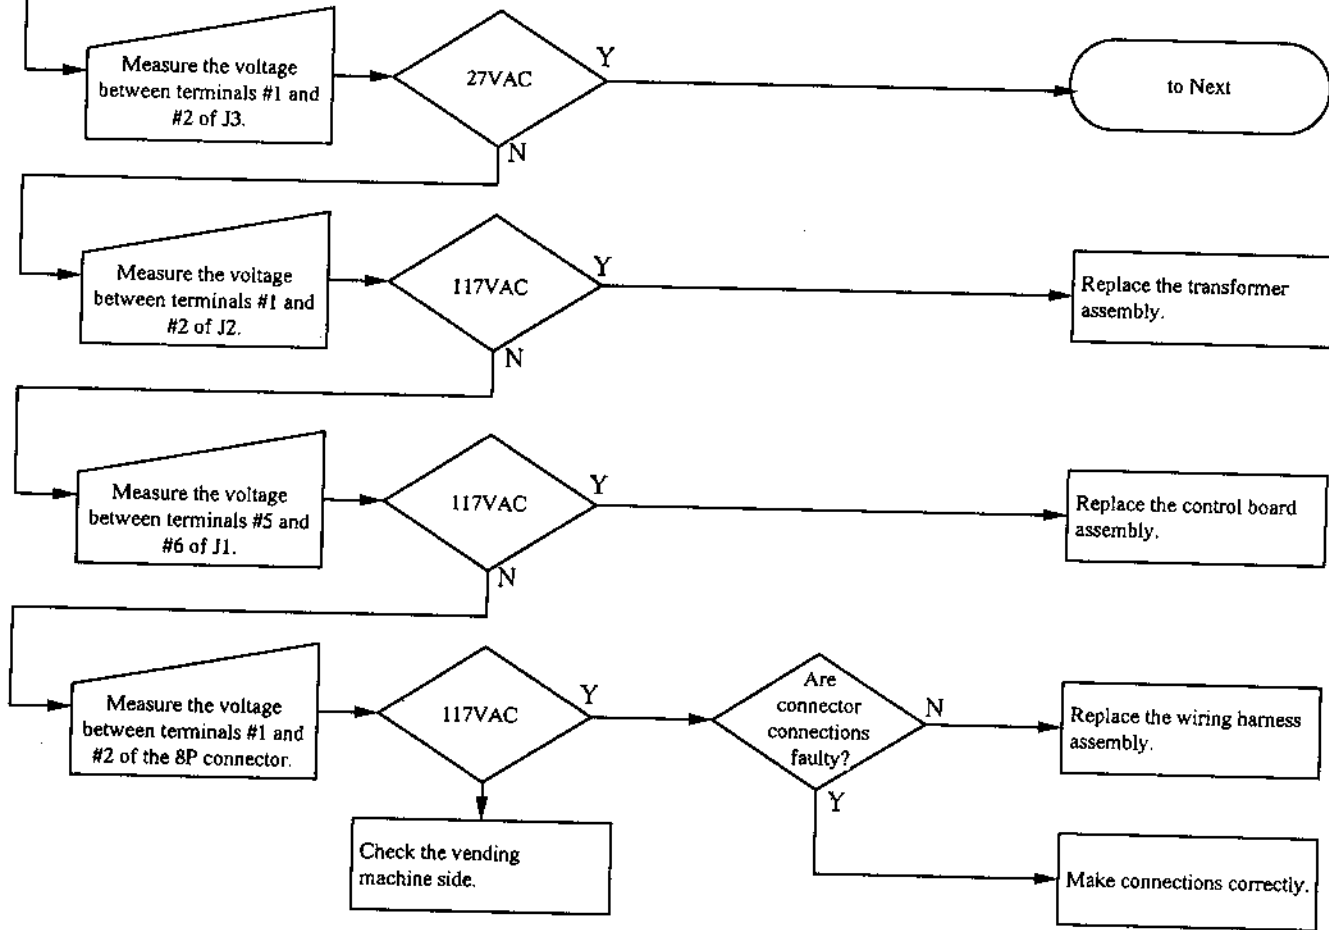 Measure the voltage
between terminals #1 and
#2 of J3.
27VAC
Y
N
to Next
Measure the voltage
between terminals #1 and
#2 of J2.
117VAC
Y
N
Replace the transformer
assembly.
Measure the voltage
between terminals #5 and
#6 of J1.
117VAC
Y
N
Replace the control board
assembly.
Measure the voltage
between terminals #1 and
#2 of the 8P connector.
117VAC
Y
Are
connector
connections
faulty?
N
Y
Replace the wiring harness
assembly.
Check the vending
machine side.
Make connections correctly.